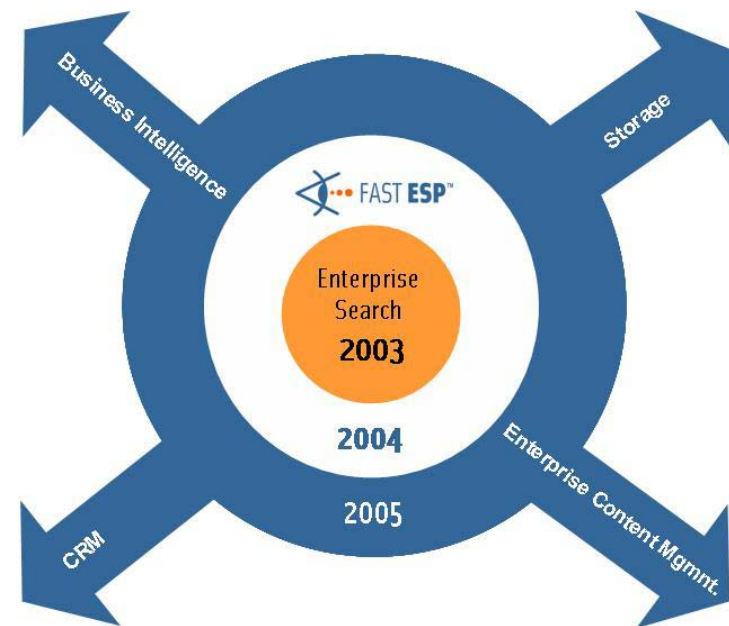 Business Intelligence
Storage
FAST ESP™
Enterprise
Search
2003
2004
2005
CRM
Enterprise Content Mgmnt.